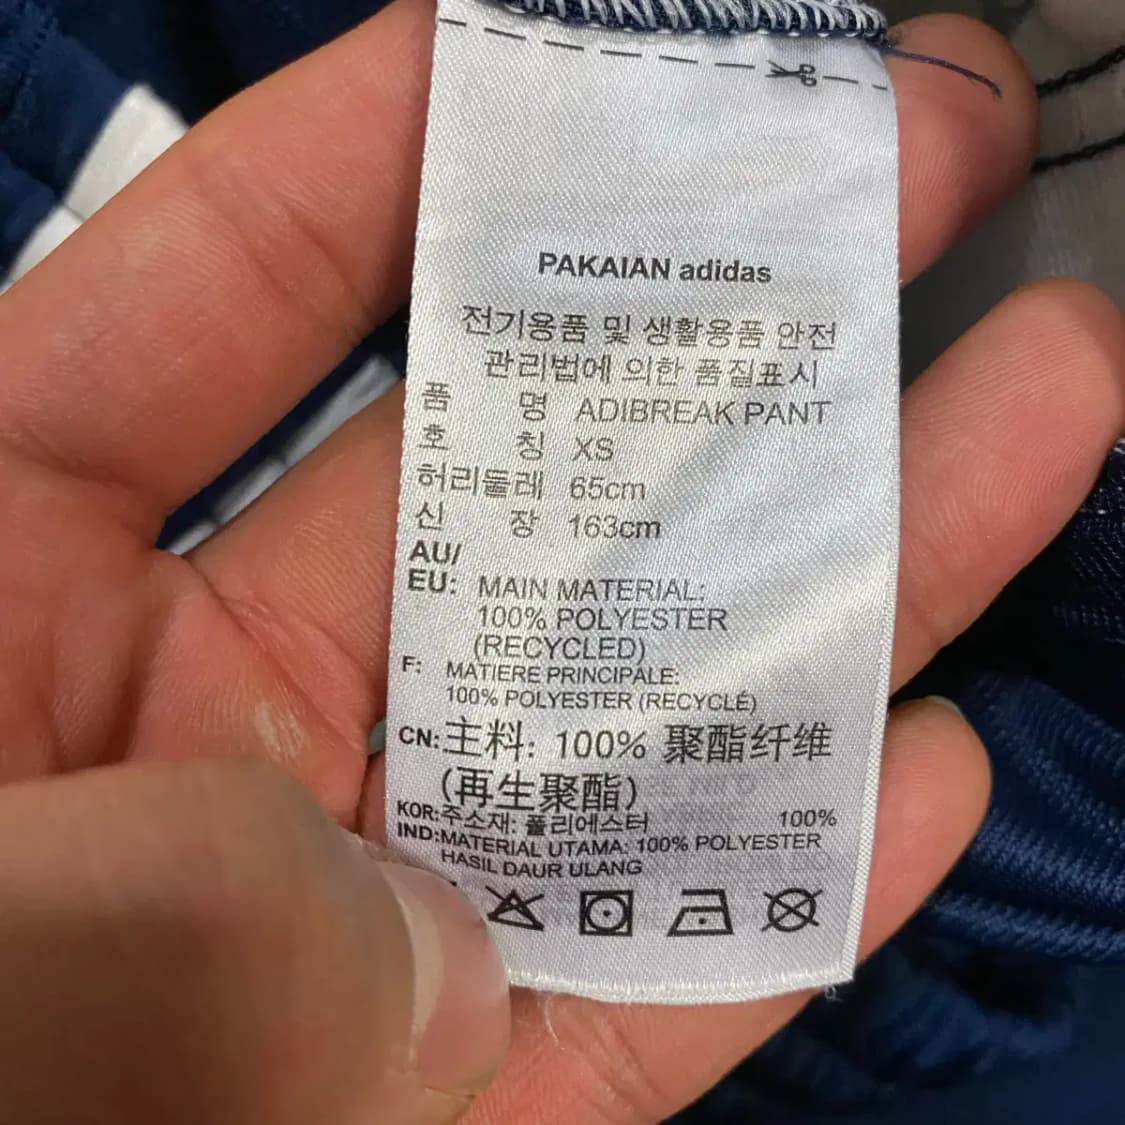 PAKAIAN adidas
전기용품 및 생활용품 안전
관리법에 의한 품질표시
품 명 ADIBREAK PANT
호 칭 XS
허리둘레 65cm
신 장 163cm
AU/
EU: MAIN MATERIAL:
100% POLYESTER
(RECYCLED)
F: MATIERE PRINCIPALE:
100% POLYESTER (RECYCLÉ)
CN:主料: 100% 聚酯纤维
(再生聚酯)
KOR:주소재: 폴리에스터 100%
IND:MATERIAL UTAMA: 100% POLYESTER
HASIL DAUR ULANG